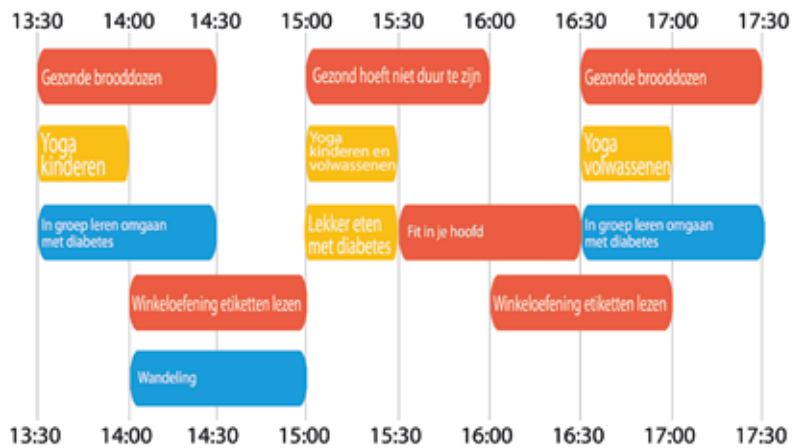 13:30 14:00 14:30 15:00 15:30 16:00 16:30 17:00 17:30
Gezonde brooddozen
Gezond hoeft niet duur te zijn
Gezonde brooddozen
Yoga
kinderen
Yoga
kinderen en
volwassenen
Yoga
volwassenen
In groep leren omgaan
met diabetes
Lekker eten
met diabetes
Fit in je hoofd
In groep leren omgaan
met diabetes
Winkeloefening etiketten lezen
Winkeloefening etiketten lezen
Wandeling
13:30 14:00 14:30 15:00 15:30 16:00 16:30 17:00 17:30